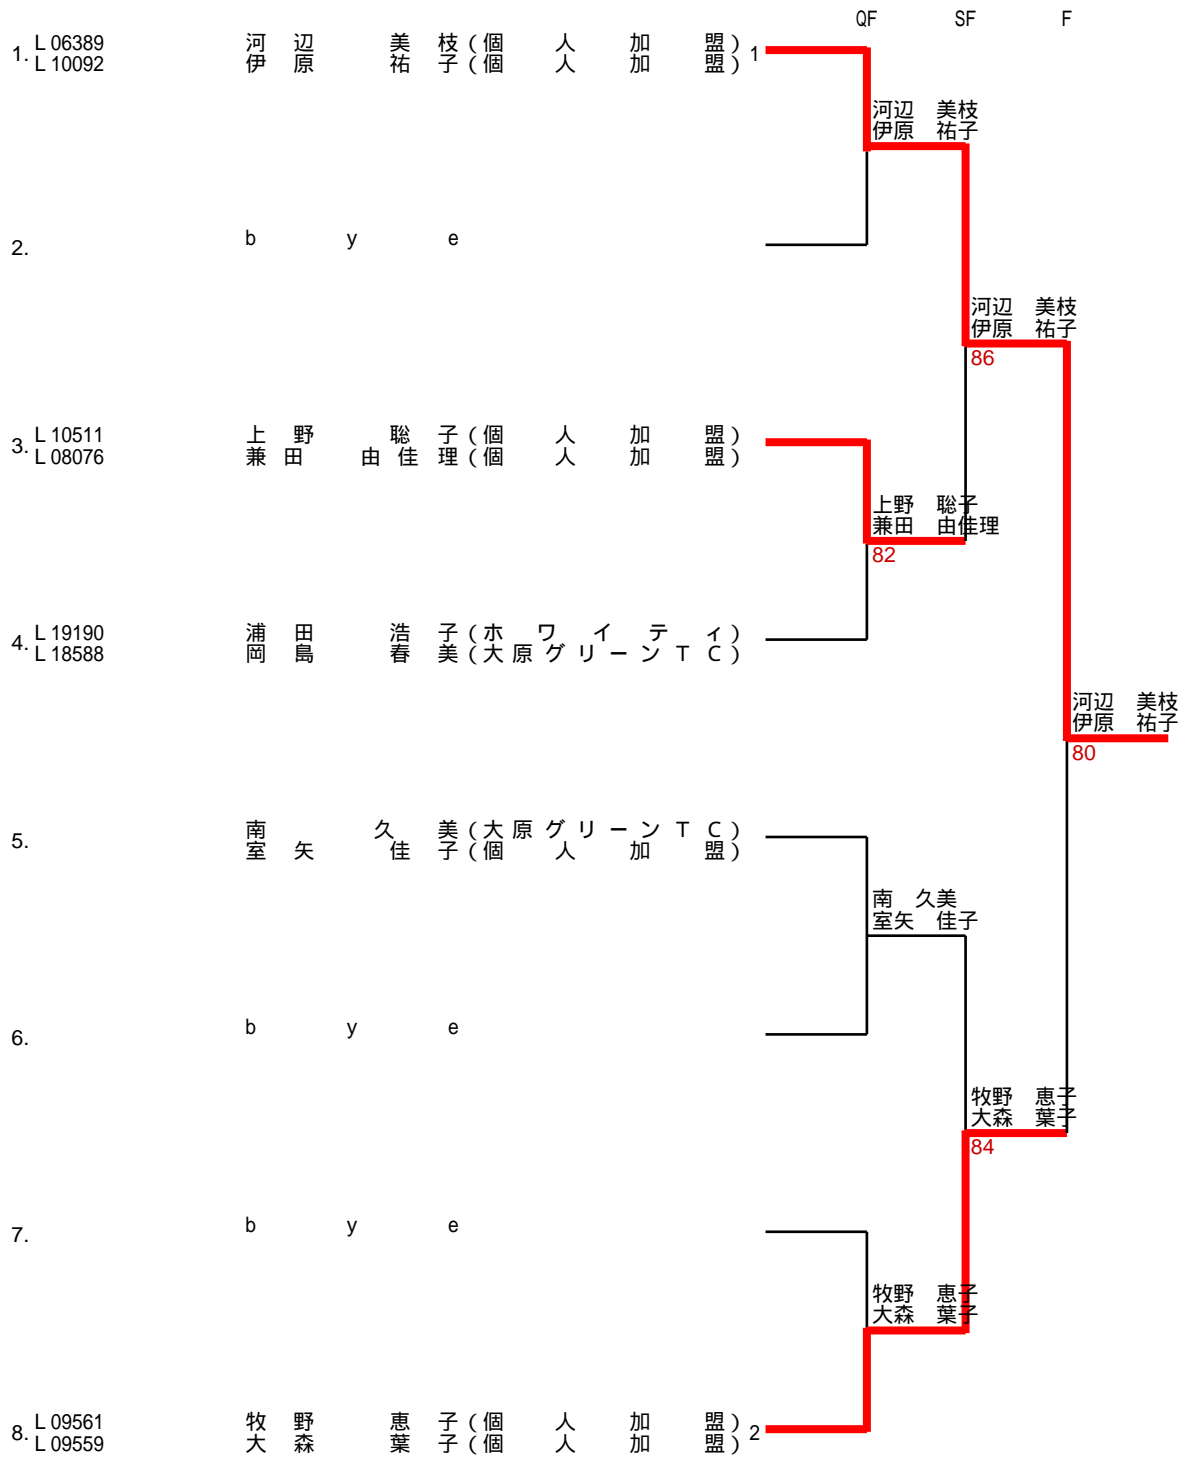 QF SF F
1. L 06389 河辺 美枝(個人加盟) 1
L 10092 伊原 祐子(個人加盟)
河辺 美枝
伊原 祐子
2. bye
河辺 美枝
伊原 祐子
86
3. L 10511 上野 聡子(個人加盟)
L 08076 兼田 由佳理(個人加盟)
上野 聡子
兼田 由佳理
82
4. L 19190 浦田 浩子(ホワイティ)
L 18588 岡島 春美(大原グリーンTC)
河辺 美枝
伊原 祐子
80
5. 南 久美(大原グリーンTC)
室矢 佳子(個人加盟)
南 久美
室矢 佳子
6. bye
牧野 恵子
大森 葉子
84
7. bye
牧野 恵子
大森 葉子
8. L 09561 牧野 恵子(個人加盟) 2
L 09559 大森 葉子(個人加盟)